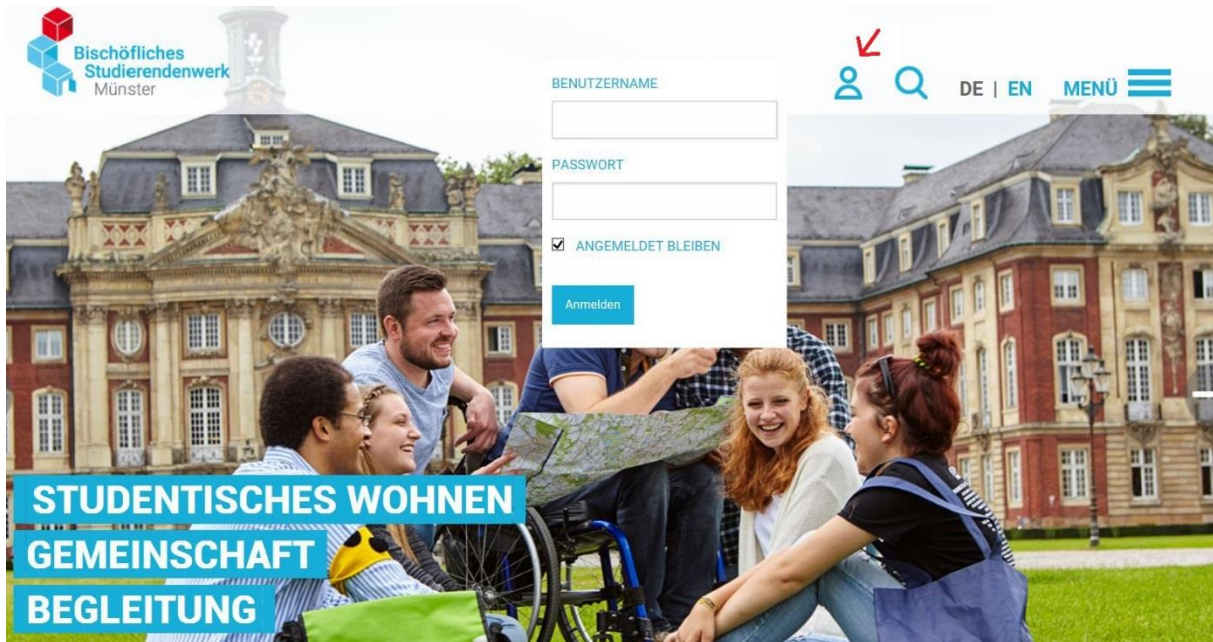 Bischöfliches
Studierendenwerk
Münster
BENUTZERNAME
PASSWORT
ANGEMELDET BLEIBEN
Anmelden
DE | EN MENÜ
STUDENTISCHES WOHNEN
GEMEINSCHAFT
BEGLEITUNG